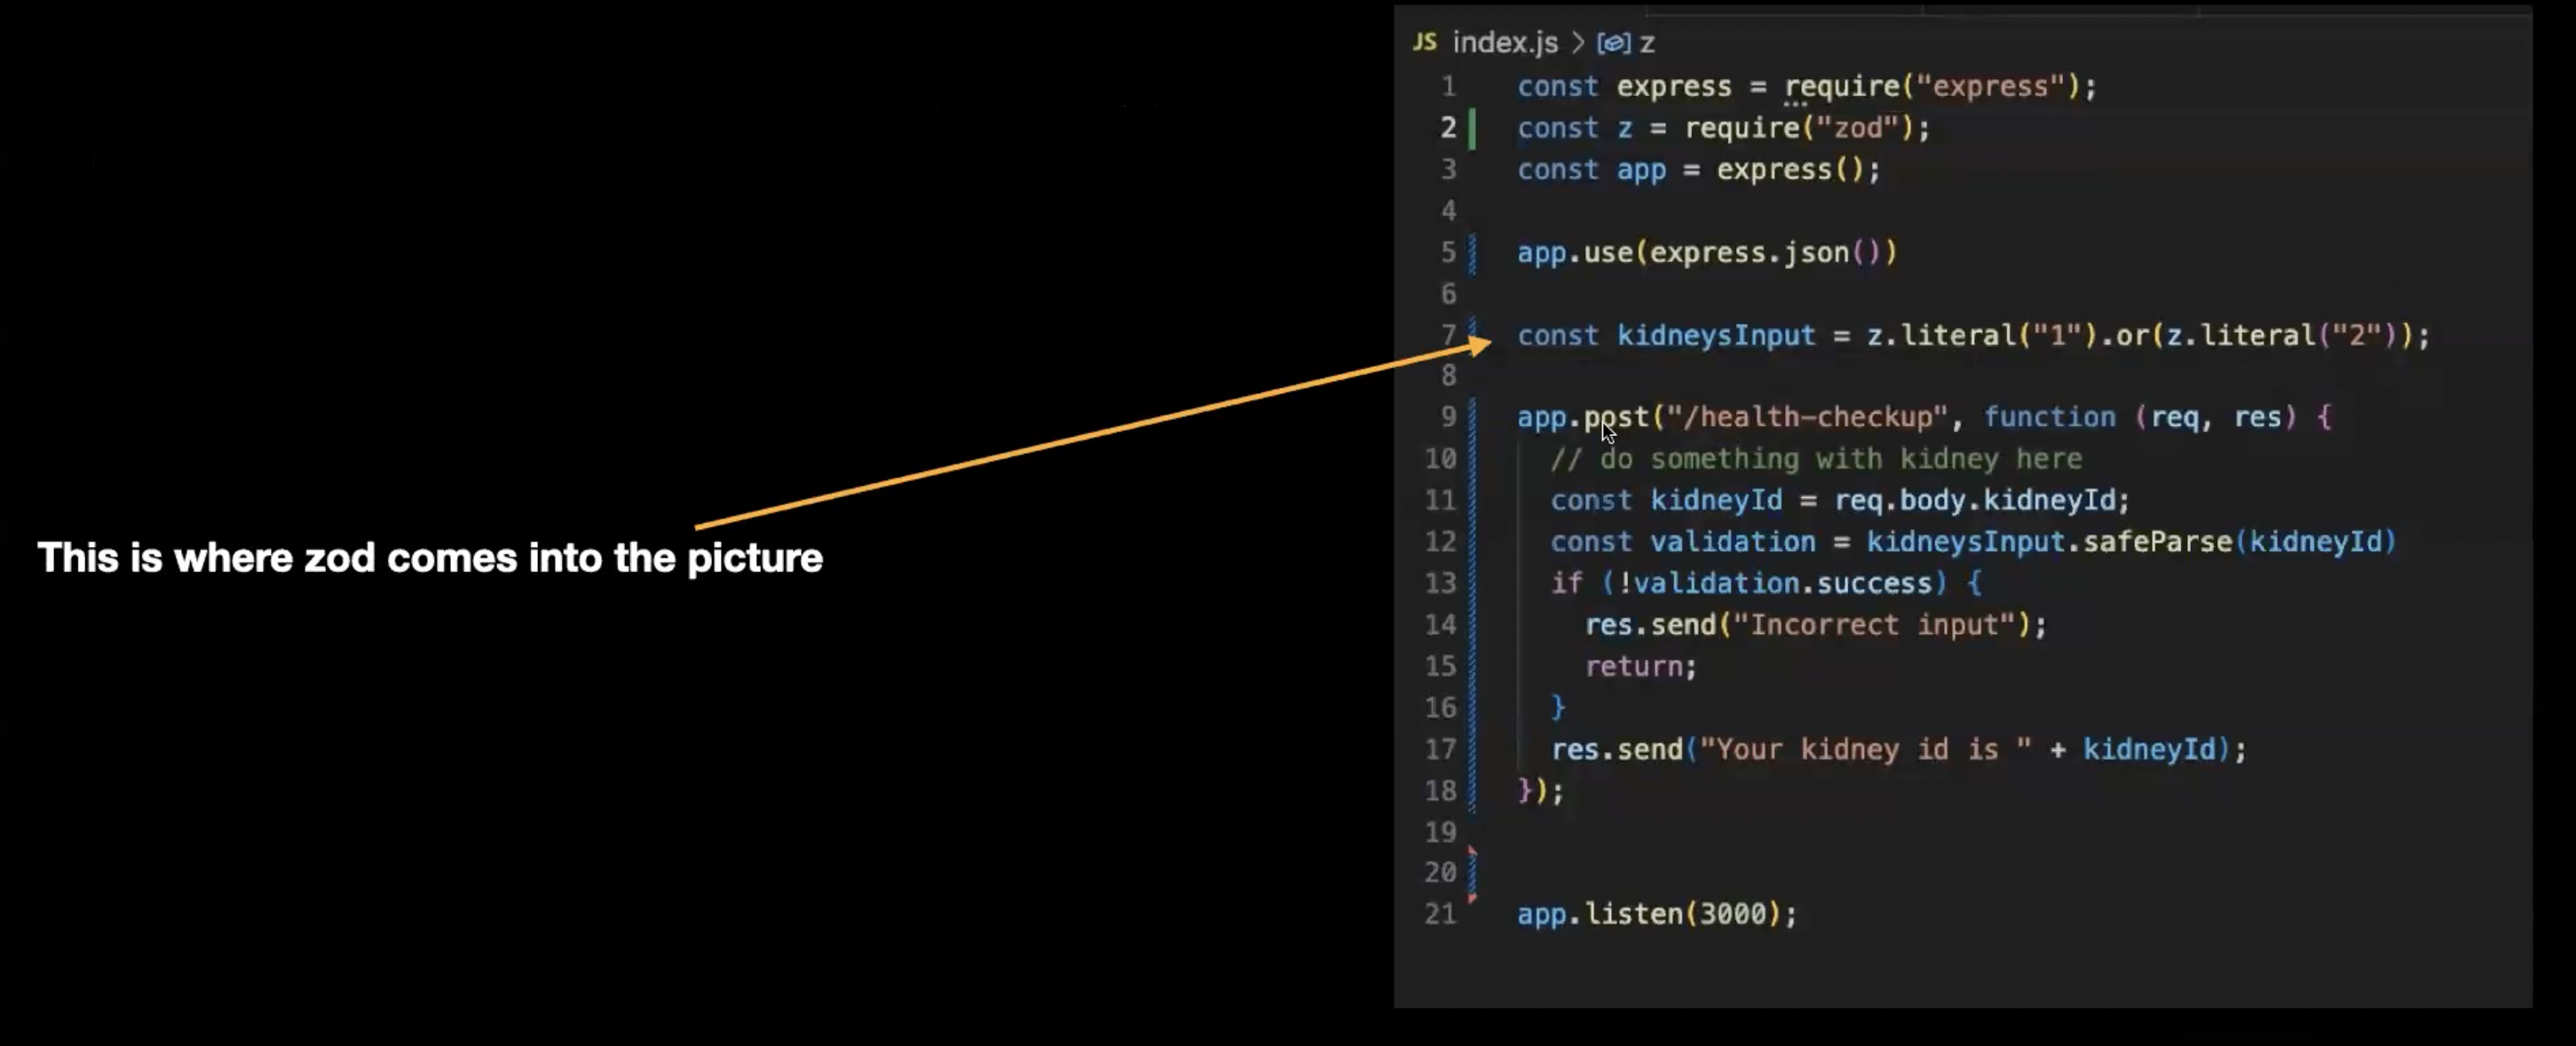 JS index.js > z
1 const express = require("express");
2 const z = require("zod");
3 const app = express();
4
5 app.use(express.json())
6
7 const kidneysInput = z.literal("1").or(z.literal("2"));
8
9 app.post("/health-checkup", function (req, res) {
10 // do something with kidney here
11 const kidneyId = req.body.kidneyId;
12 const validation = kidneysInput.safeParse(kidneyId)
This is where zod comes into the picture
13 if (!validation.success) {
14 res.send("Incorrect input");
15 return;
16 }
17 res.send("Your kidney id is " + kidneyId);
18 });
19
20
21 app.listen(3000);